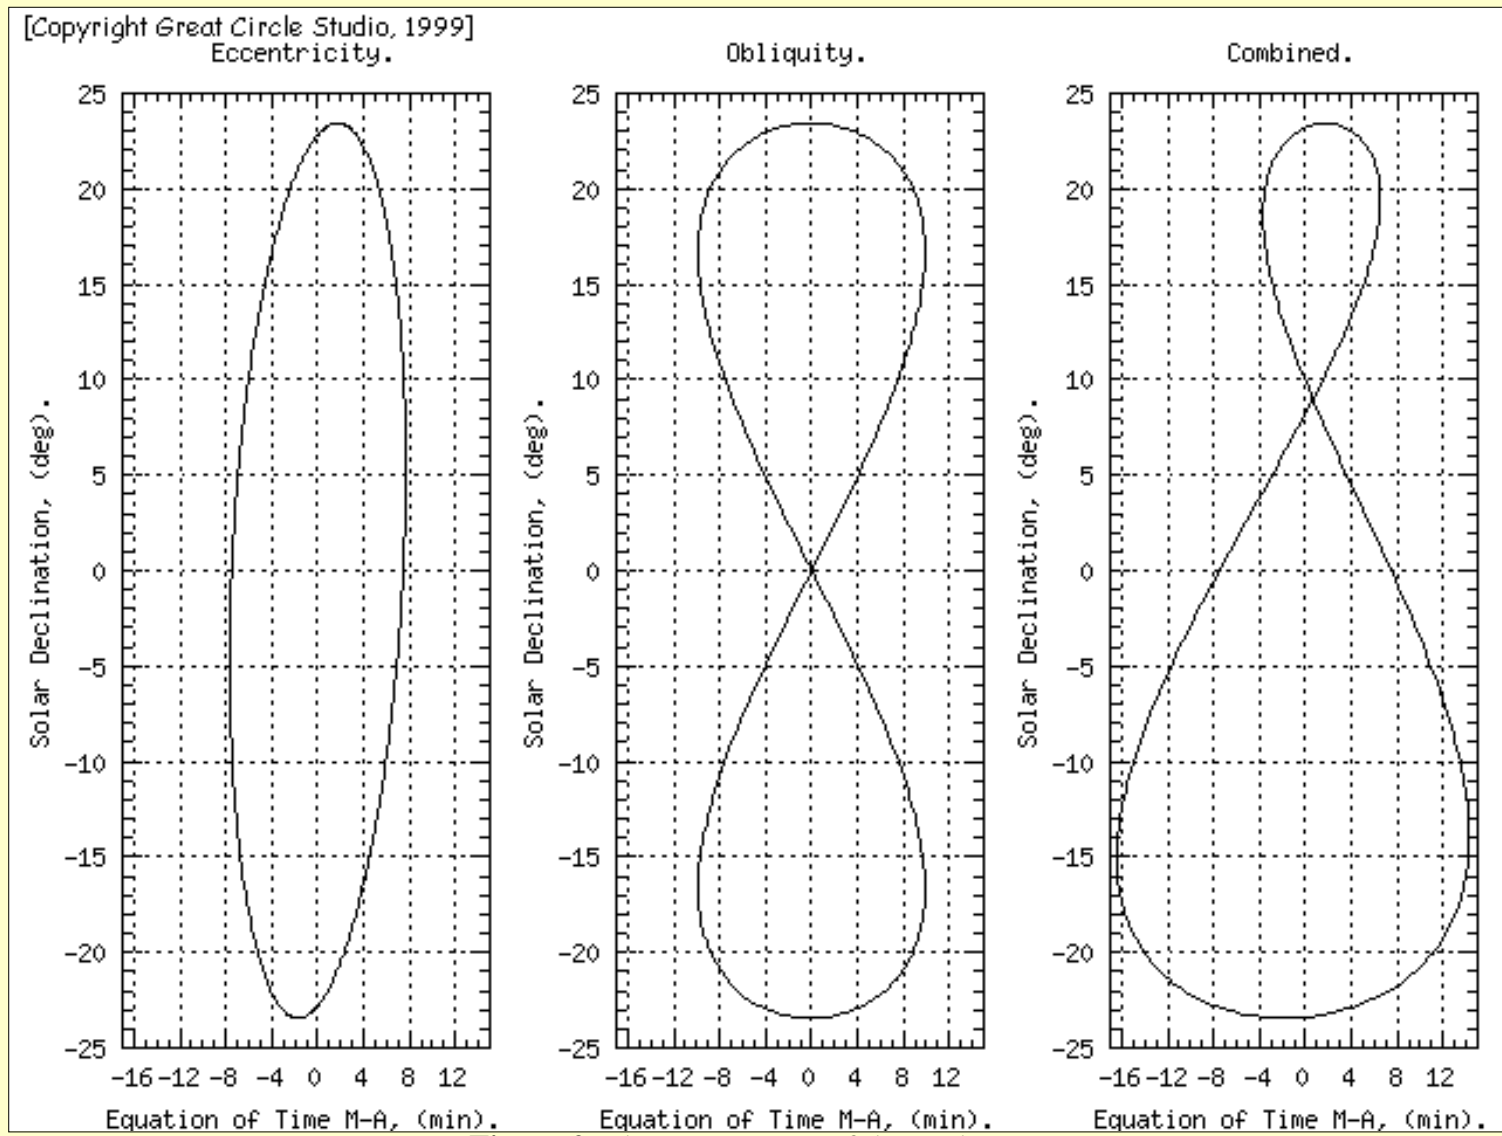 [Copyright Great Circle Studio, 1999]
Eccentricity.
25
20
15
10
5
0
-5
-10
-15
-20
-25
Solar Declination, (deg).
-16 -12 -8 -4 0 4 8 12
Equation of Time M-A, (min).
Obliquity.
25
20
15
10
5
0
-5
-10
-15
-20
-25
Solar Declination, (deg).
-16 -12 -8 -4 0 4 8 12
Equation of Time M-A, (min).
Combined.
25
20
15
10
5
0
-5
-10
-15
-20
-25
Solar Declination, (deg).
-16 -12 -8 -4 0 4 8 12
Equation of Time M-A, (min).